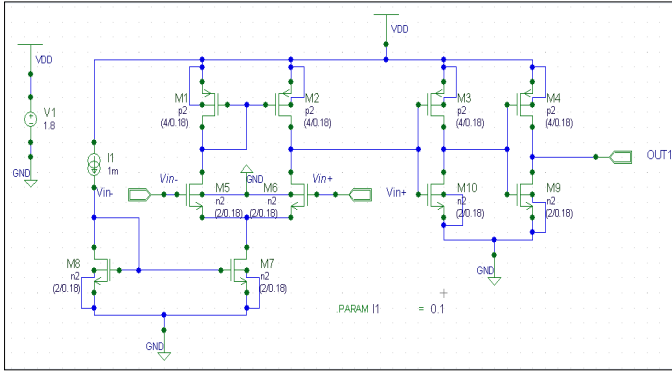 VDD
VDD
M1
p2
(4/0.18)
M2
p2
(4/0.18)
M3
p2
(4/0.18)
M4
p2
(4/0.18)
V1
1.8
GND
I1
1m
Vin-
Vin-
GND
Vin+
Vin+
OUT1
M5
n2
(2/0.18)
M6
n2
(2/0.18)
M10
n2
(2/0.18)
M9
n2
(2/0.18)
M8
n2
(2/0.18)
M7
n2
(2/0.18)
GND
.PARAM I1 = 0.1
GND